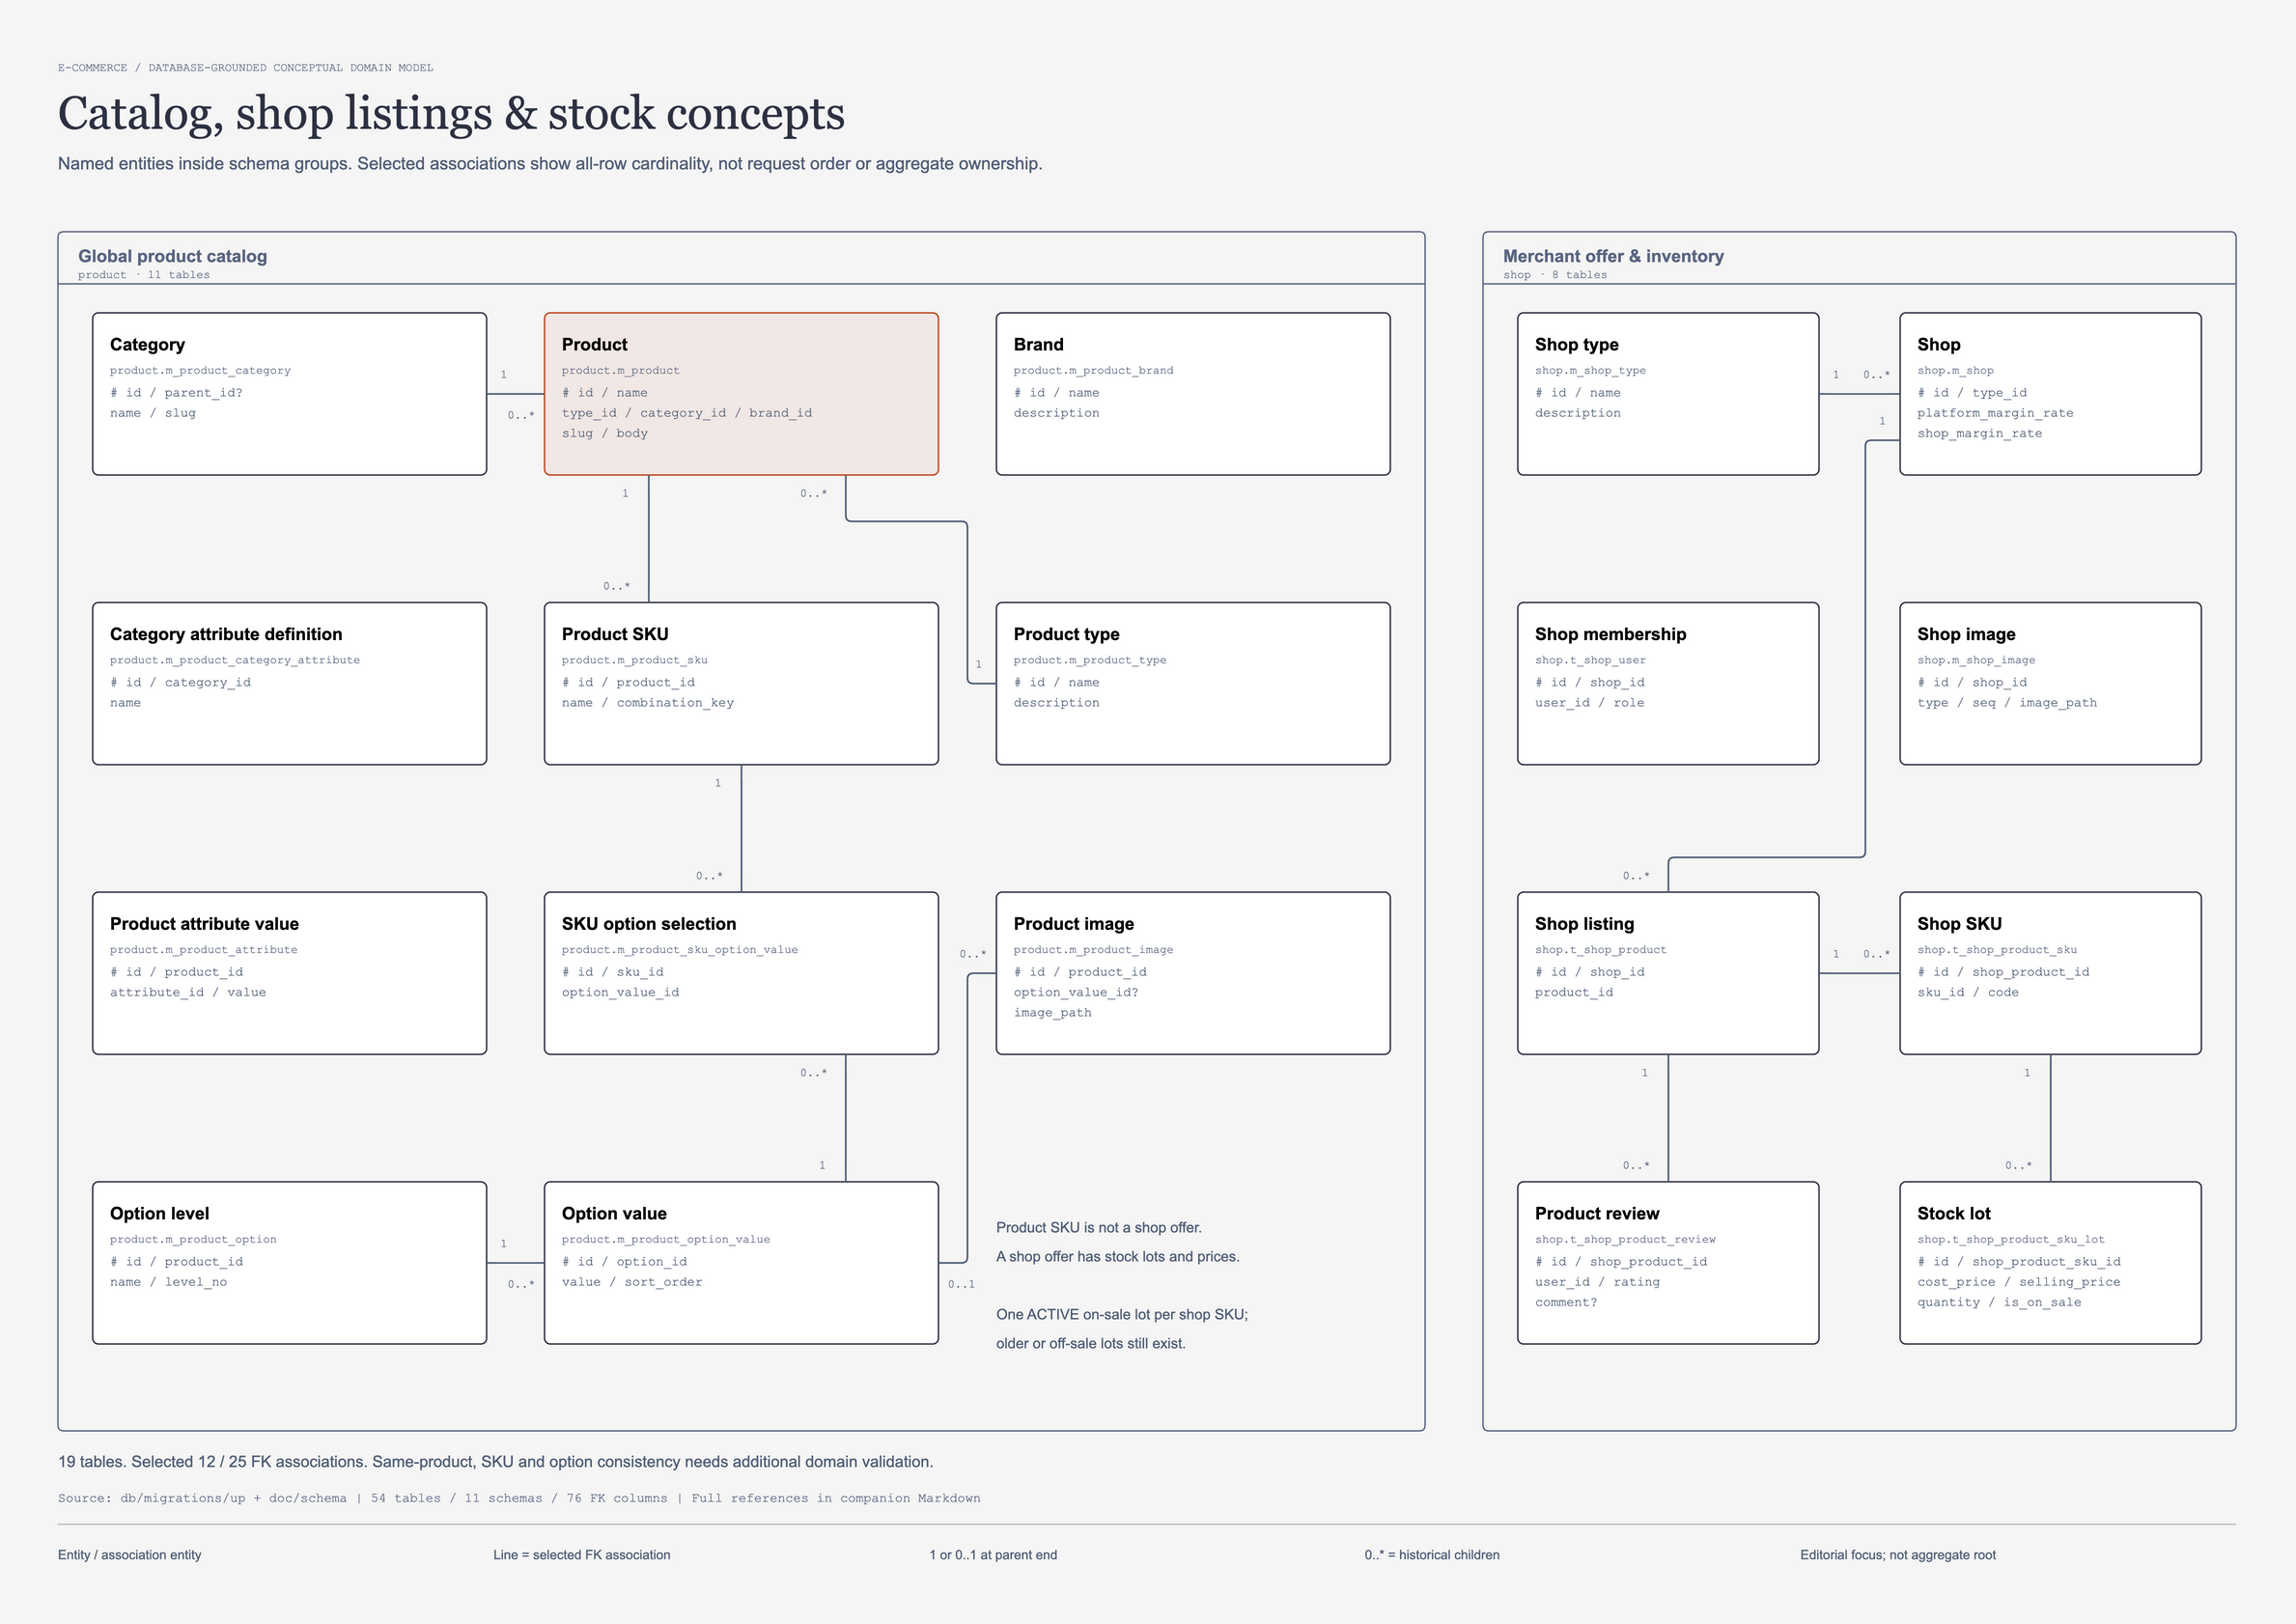 E-COMMERCE / DATABASE-GROUNDED CONCEPTUAL DOMAIN MODEL
Catalog, shop listings & stock concepts
Named entities inside schema groups. Selected associations show all-row cardinality, not request order or aggregate ownership.
Global product catalog
product · 11 tables
Category
product.m_product_category
# id / parent_id?
name / slug
1
0..*
Product
product.m_product
# id / name
type_id / category_id / brand_id
slug / body
Brand
product.m_product_brand
# id / name
description
1
0..*
0..*
Category attribute definition
product.m_product_category_attribute
# id / category_id
name
Product SKU
product.m_product_sku
# id / product_id
name / combination_key
1
Product type
product.m_product_type
# id / name
description
1
0..*
Product attribute value
product.m_product_attribute
# id / product_id
attribute_id / value
SKU option selection
product.m_product_sku_option_value
# id / sku_id
option_value_id
0..*
Product image
product.m_product_image
# id / product_id
option_value_id?
image_path
0..*
1
Option level
product.m_product_option
# id / product_id
name / level_no
1
0..*
Option value
product.m_product_option_value
# id / option_id
value / sort_order
0..1
Product SKU is not a shop offer.
A shop offer has stock lots and prices.
One ACTIVE on-sale lot per shop SKU;
older or off-sale lots still exist.
Merchant offer & inventory
shop · 8 tables
Shop type
shop.m_shop_type
# id / name
description
1
0..*
1
Shop
shop.m_shop
# id / type_id
platform_margin_rate
shop_margin_rate
Shop membership
shop.t_shop_user
# id / shop_id
user_id / role
Shop image
shop.m_shop_image
# id / shop_id
type / seq / image_path
0..*
Shop listing
shop.t_shop_product
# id / shop_id
product_id
1
0..*
Shop SKU
shop.t_shop_product_sku
# id / shop_product_id
sku_id / code
1
1
0..*
0..*
Product review
shop.t_shop_product_review
# id / shop_product_id
user_id / rating
comment?
Stock lot
shop.t_shop_product_sku_lot
# id / shop_product_sku_id
cost_price / selling_price
quantity / is_on_sale
19 tables. Selected 12 / 25 FK associations. Same-product, SKU and option consistency needs additional domain validation.
Source: db/migrations/up + doc/schema | 54 tables / 11 schemas / 76 FK columns | Full references in companion Markdown
Entity / association entity
Line = selected FK association
1 or 0..1 at parent end
0..* = historical children
Editorial focus; not aggregate root